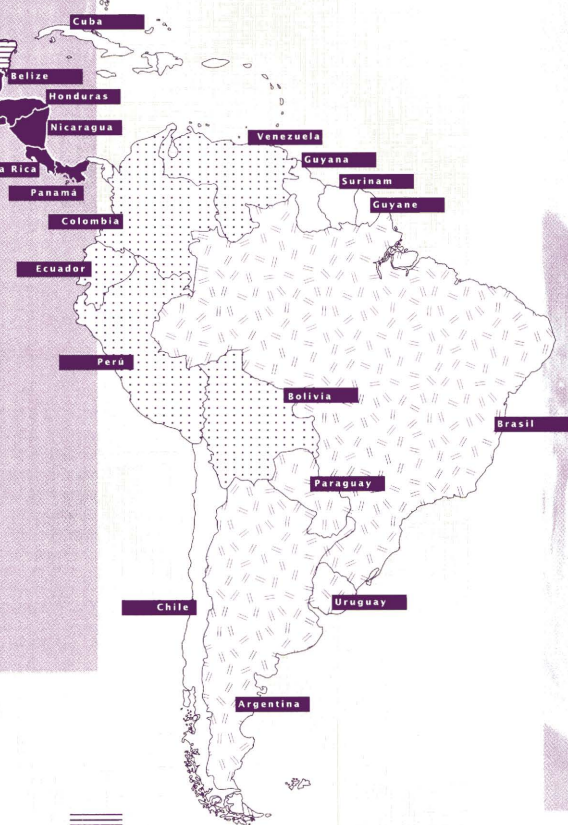 Cuba
Belize
Honduras
Nicaragua
Venezuela
Guyana
a Rica
Surinam
Panamá
Guyane
Colombia
Ecuador
Perú
Bolivia
Brasil
Paraguay
Chile
Uruguay
Argentina